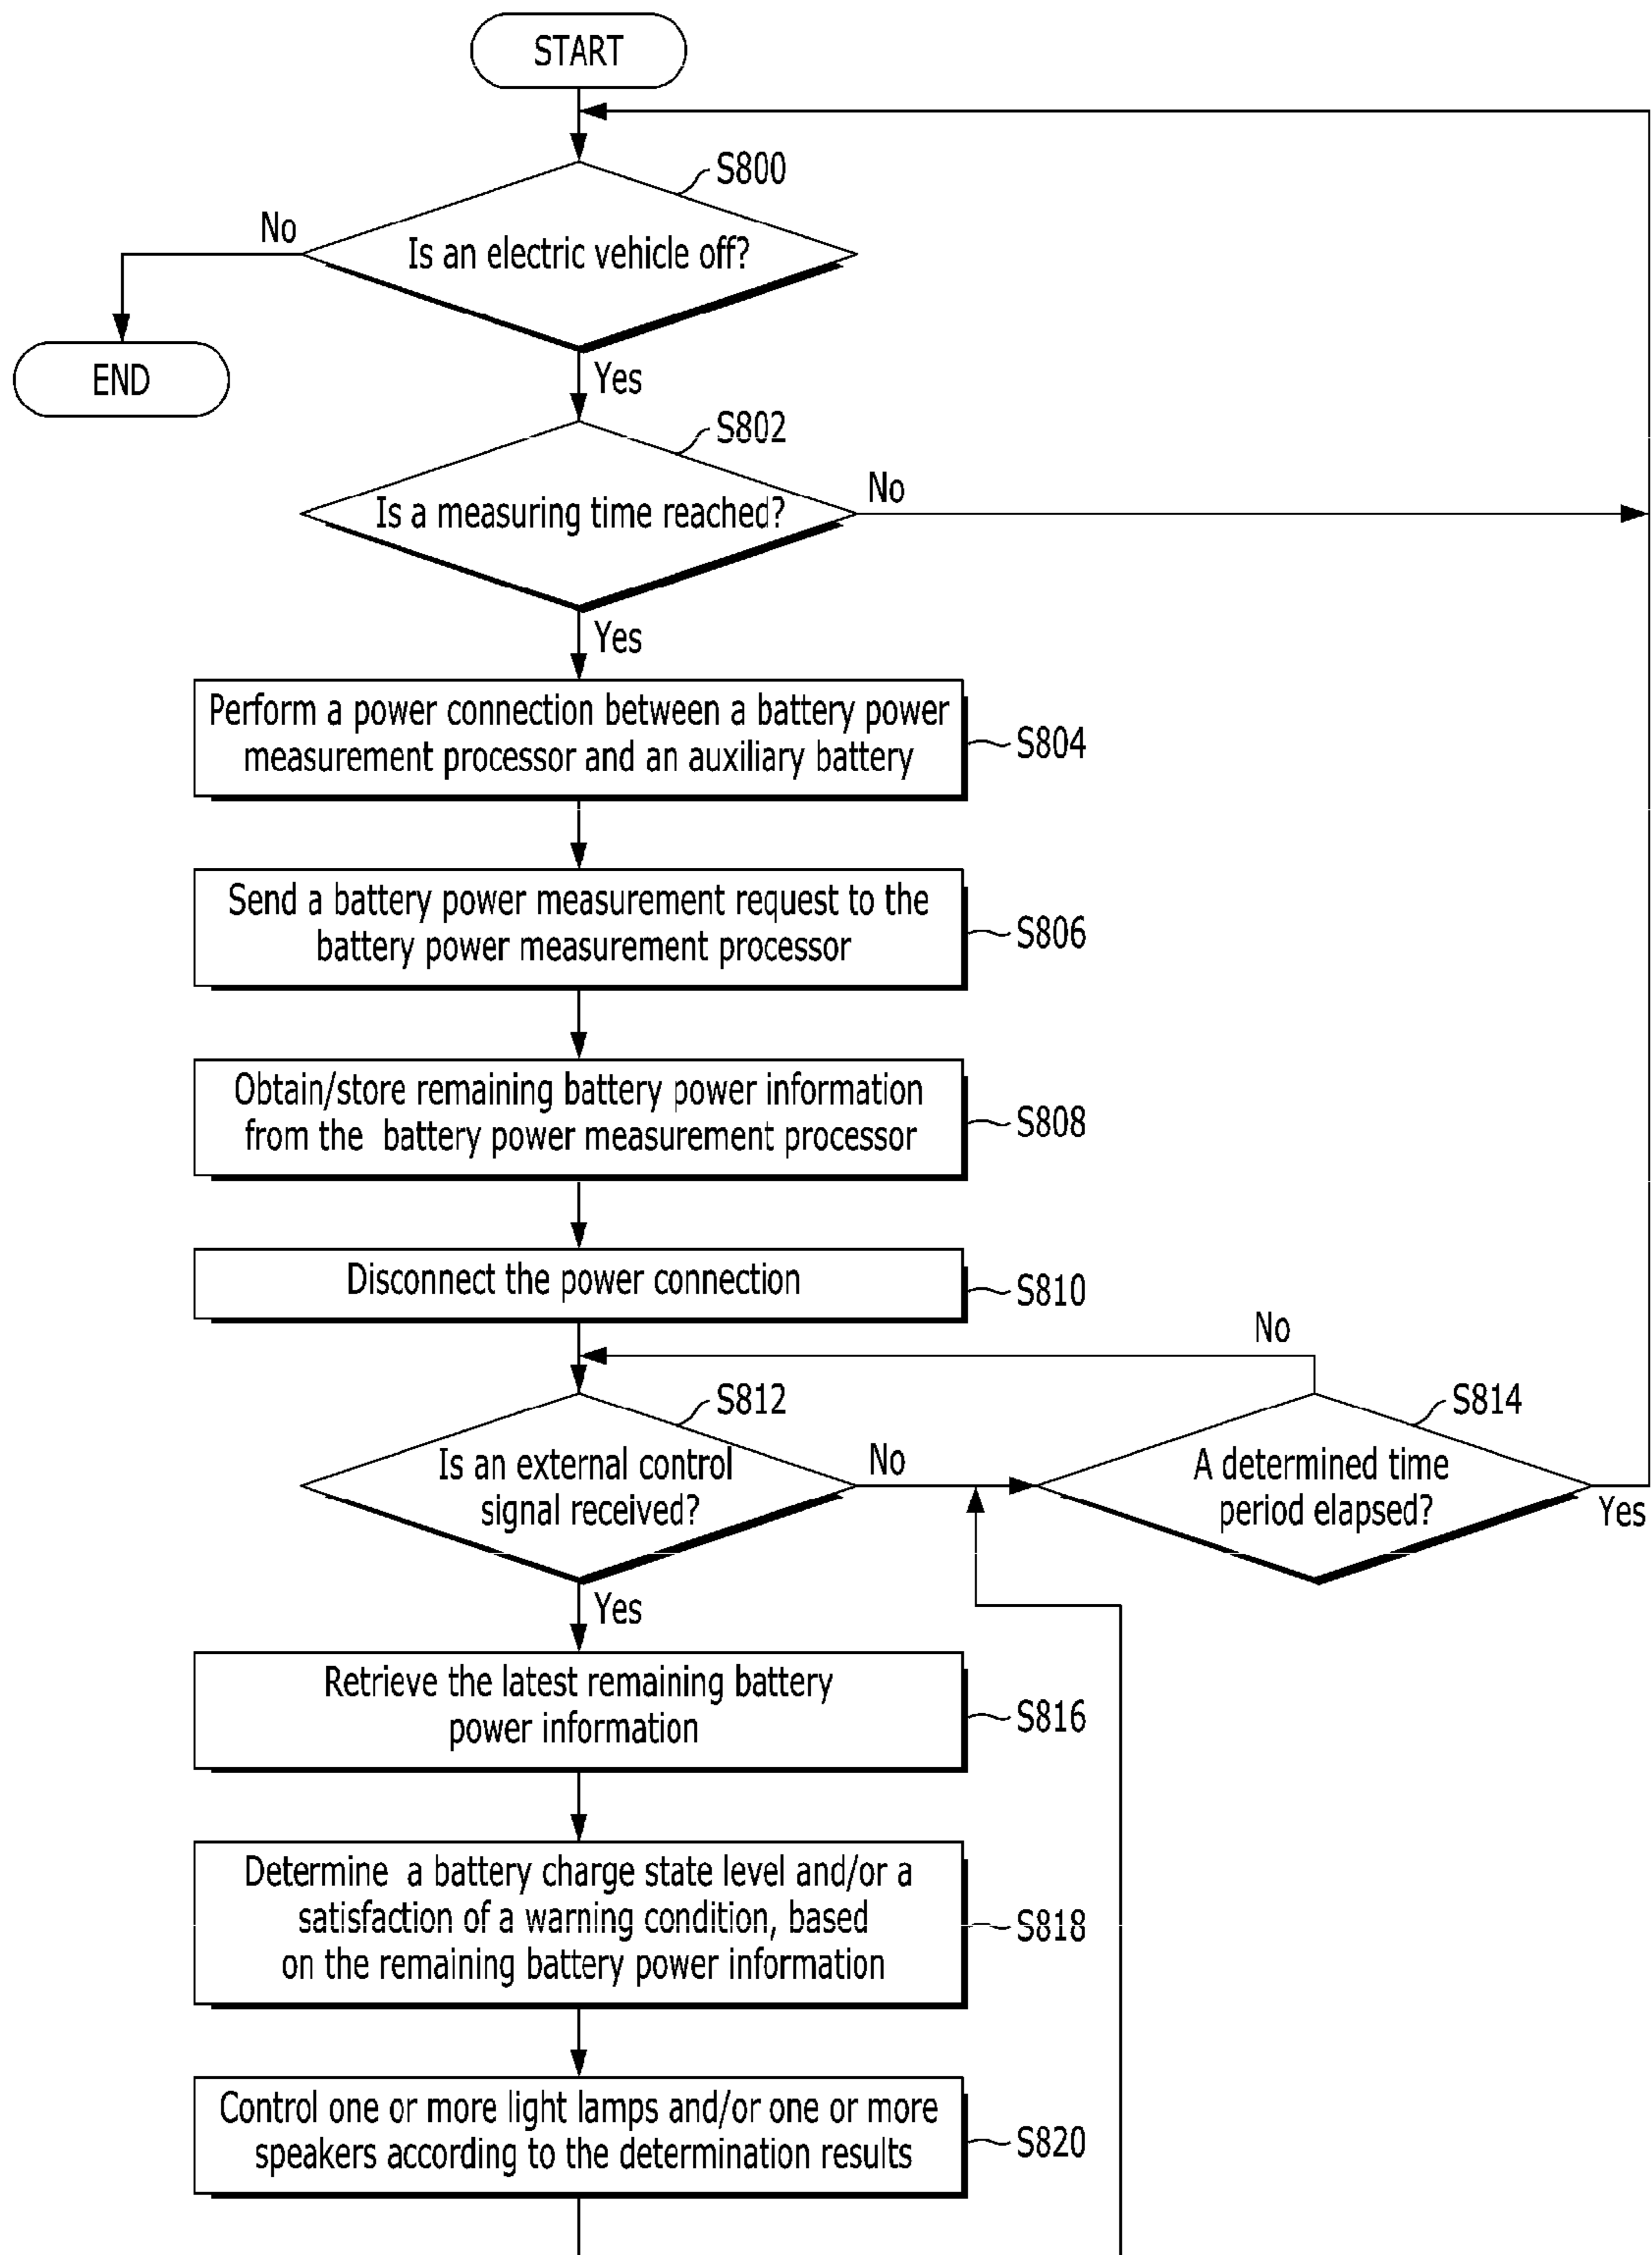 START
S800
No
Is an electric vehicle off?
END
Yes
S802
No
Is a measuring time reached?
Yes
Perform a power connection between a battery power
measurement processor and an auxiliary battery
S804
Send a battery power measurement request to the
battery power measurement processor
S806
Obtain/store remaining battery power information
from the battery power measurement processor
S808
Disconnect the power connection
S810
No
S812
S814
Is an external control
signal received?
No
A determined time
period elapsed?
Yes
Yes
Retrieve the latest remaining battery
power information
S816
Determine a battery charge state level and/or a
satisfaction of a warning condition, based
on the remaining battery power information
S818
Control one or more light lamps and/or one or more
speakers according to the determination results
S820